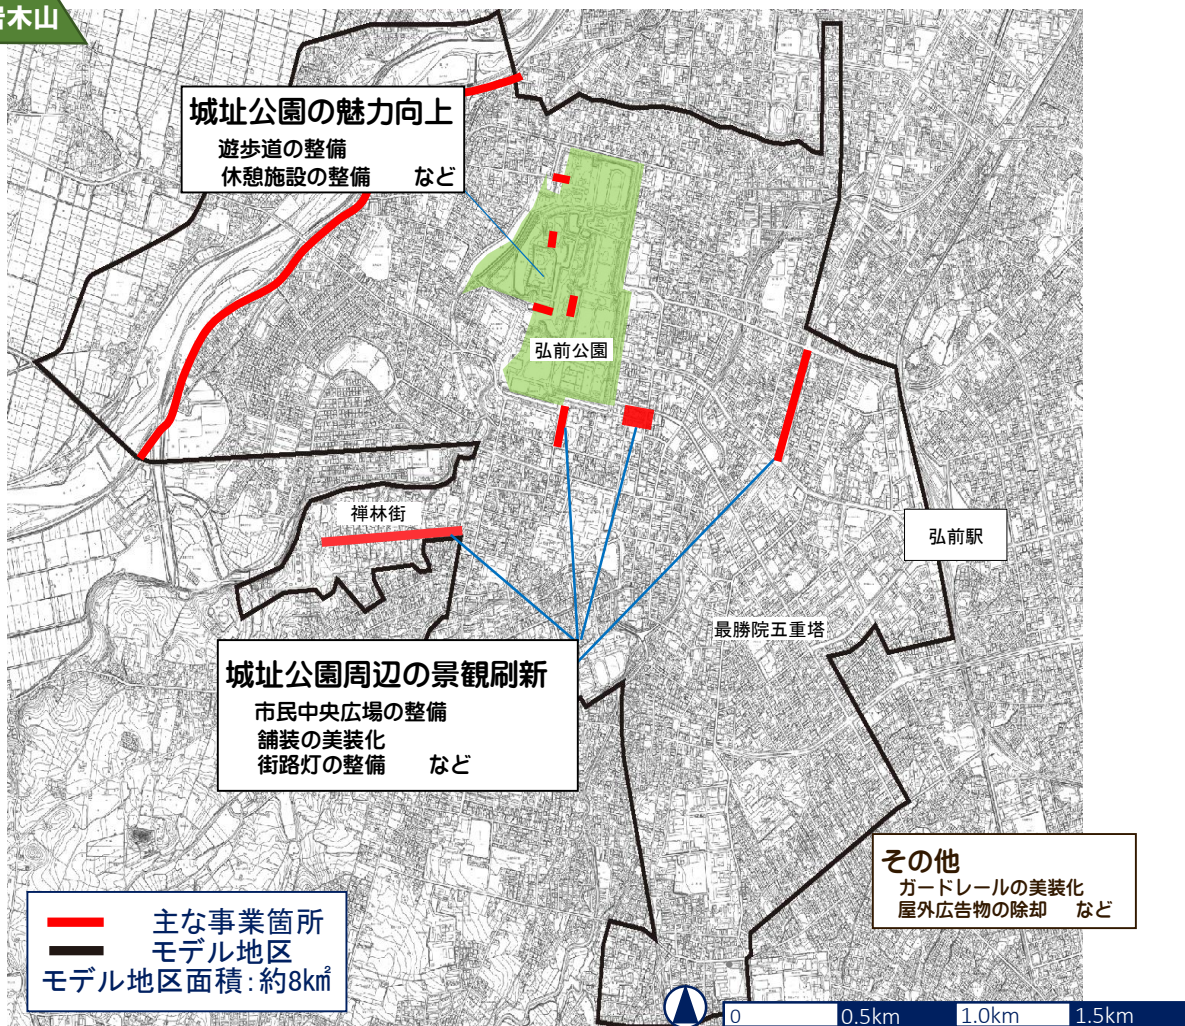 岩木山
城址公園の魅力向上
遊歩道の整備
休憩施設の整備 など
弘前公園
禅林街
弘前駅
最勝院五重塔
城址公園周辺の景観刷新
市民中央広場の整備
舗装の美装化
街路灯の整備 など
その他
ガードレールの美装化
屋外広告物の除却 など
主な事業箇所
モデル地区
モデル地区面積:約8㎢
0 0.5km 1.0km 1.5km